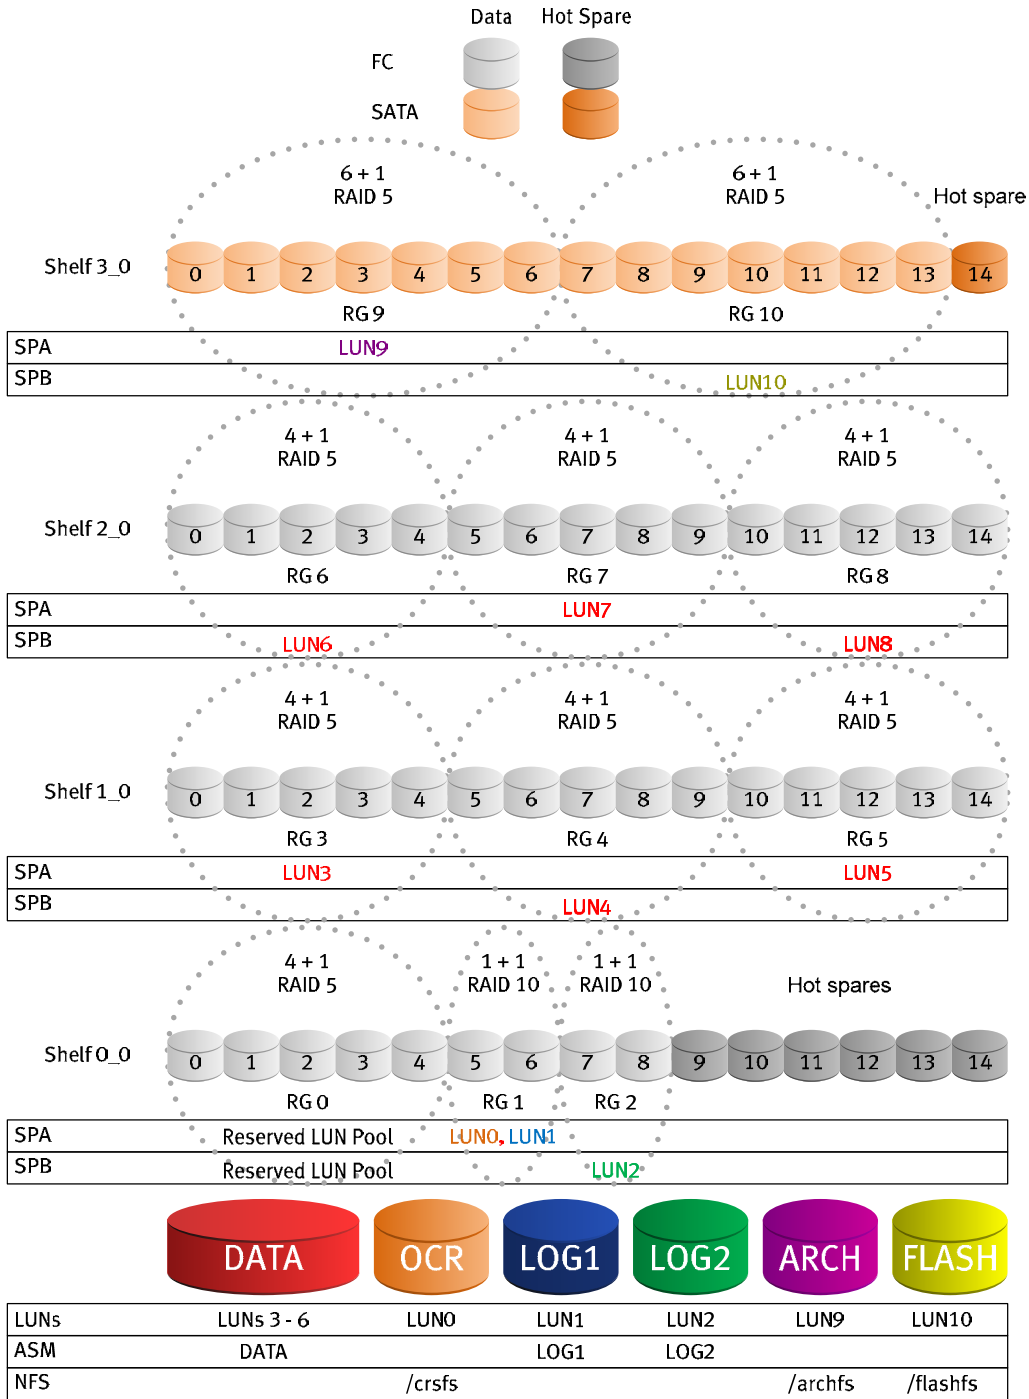 Data Hot Spare
FC
SATA
6 + 1 6 + 1
RAID 5 RAID 5 Hot spare
Shelf 3_0 0 1 2 3 4 5 6 7 8 9 10 11 12 13 14
RG 9 RG 10
SPA LUN9
SPB LUN10
4 + 1 4 + 1 4 + 1
RAID 5 RAID 5 RAID 5
Shelf 2_0 0 1 2 3 4 5 6 7 8 9 10 11 12 13 14
RG 6 RG 7 RG 8
SPA LUN7
SPB LUN6 LUN8
4 + 1 4 + 1 4 + 1
RAID 5 RAID 5 RAID 5
Shelf 1_0 0 1 2 3 4 5 6 7 8 9 10 11 12 13 14
RG 3 RG 4 RG 5
SPA LUN3 LUN5
SPB LUN4
4 + 1 1 + 1 1 + 1
RAID 5 RAID 10 RAID 10 Hot spares
Shelf 0_0 0 1 2 3 4 5 6 7 8 9 10 11 12 13 14
RG 0 RG 1 RG 2
SPA Reserved LUN Pool LUN0, LUN1
SPB Reserved LUN Pool LUN2
DATA OCR LOG1 LOG2 ARCH FLASH
LUNs LUNs 3 - 6 LUN0 LUN1 LUN2 LUN9 LUN10
ASM DATA LOG1 LOG2
NFS /crsfs /archfs /flashfs